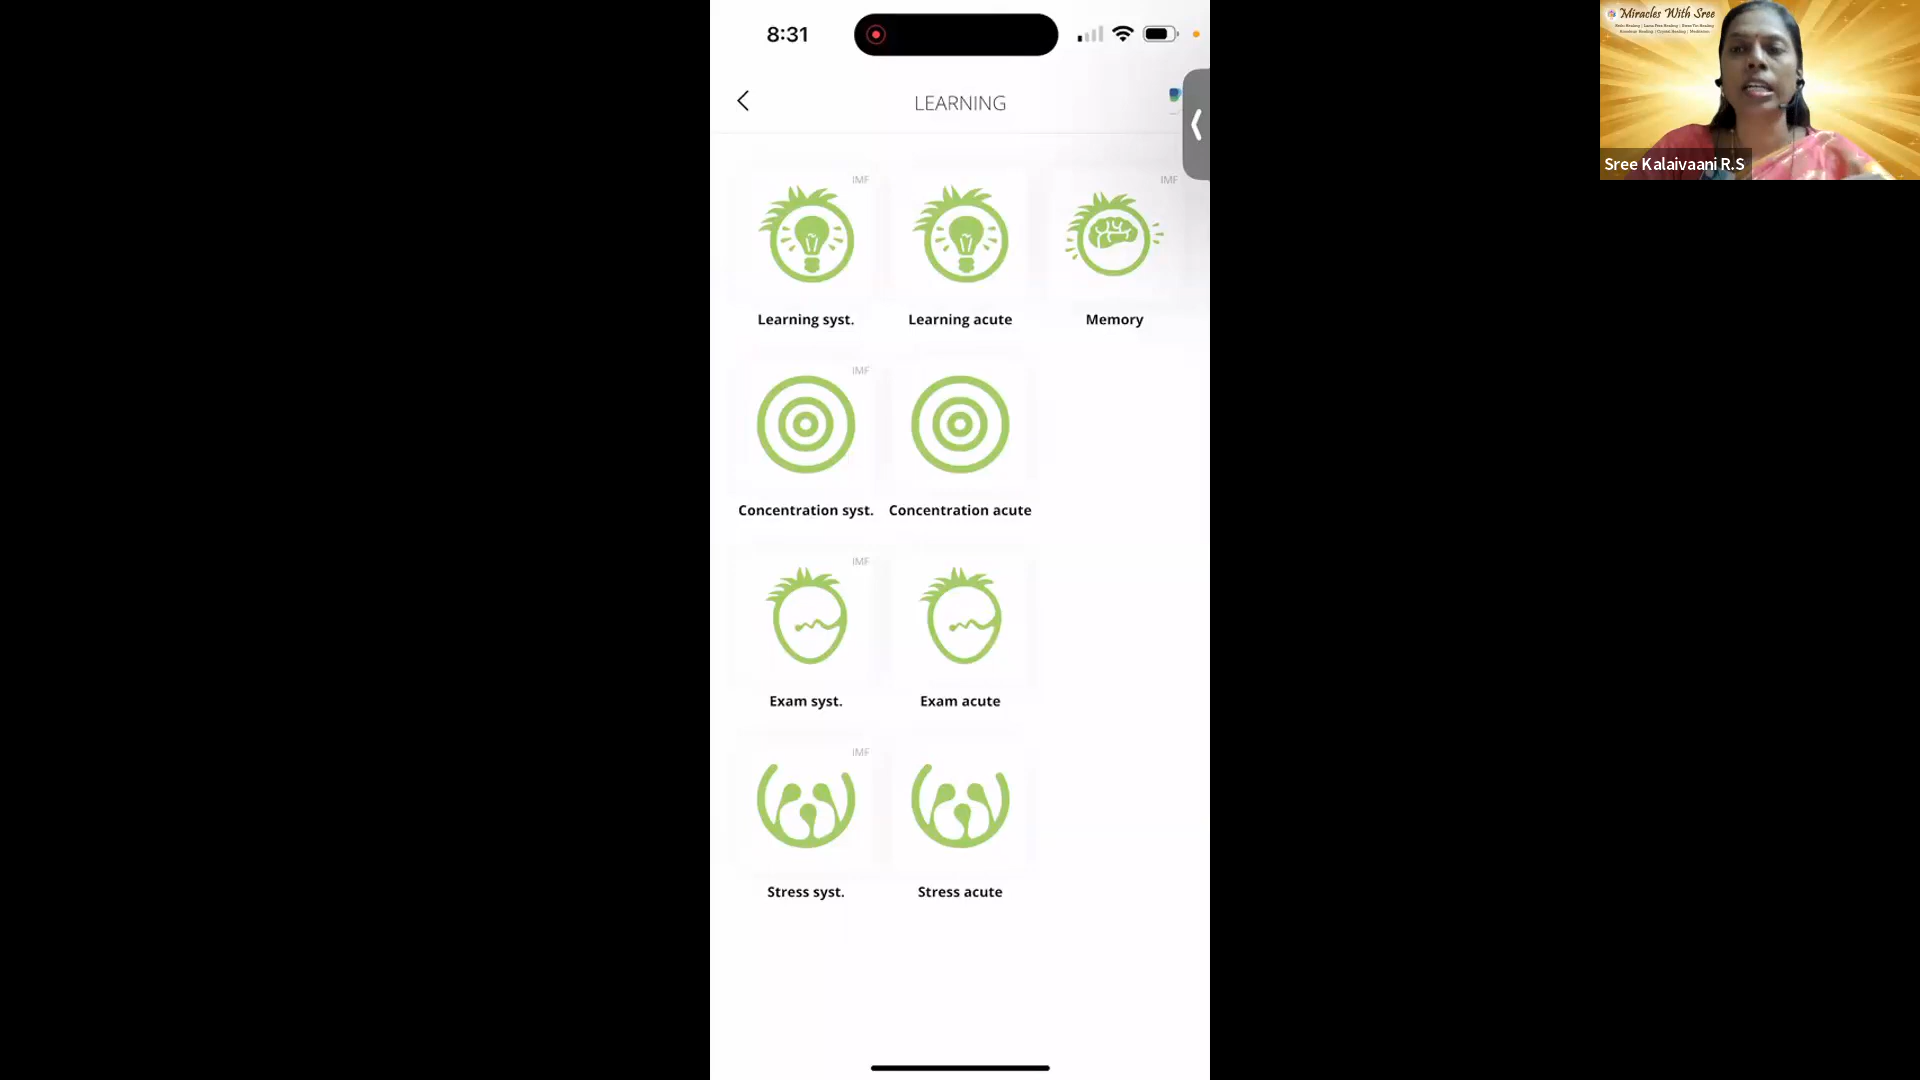 8:31
LEARNING
IMF
IMF
Learning syst.
Learning acute
Memory
IMF
Concentration syst.
Concentration acute
IMF
Exam syst.
Exam acute
IMF
Stress syst.
Stress acute
Miracles With Sree
Sree Kalaivaani R.S